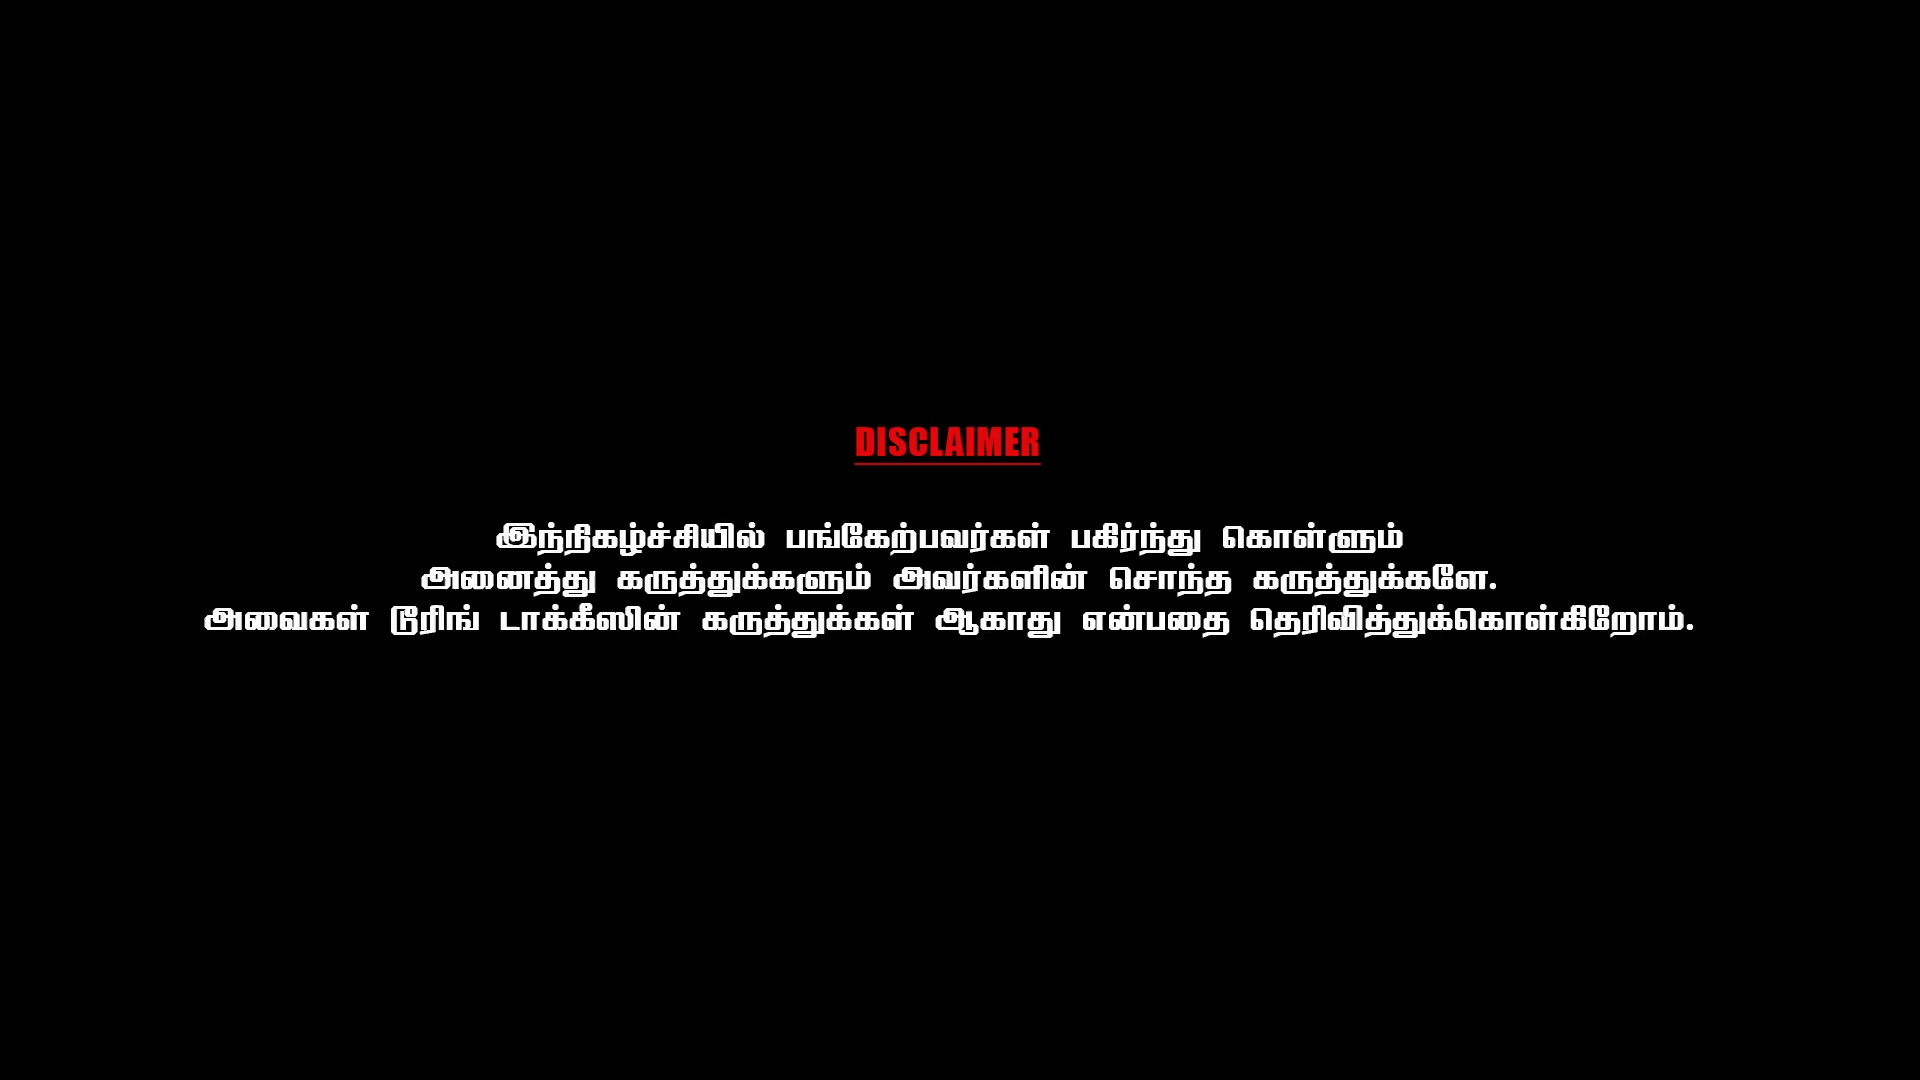 DISCLAIMER
இந்நிகழ்ச்சியில் பங்கேற்பவர்கள் பகிர்ந்து கொள்ளும்
அனைத்து கருத்துக்களும் அவர்களின் சொந்த கருத்துக்களே.
அவைகள் டூரிங் டாக்கீஸின் கருத்துக்கள் ஆகாது என்பதை தெரிவித்துக்கொள்கிறோம்.